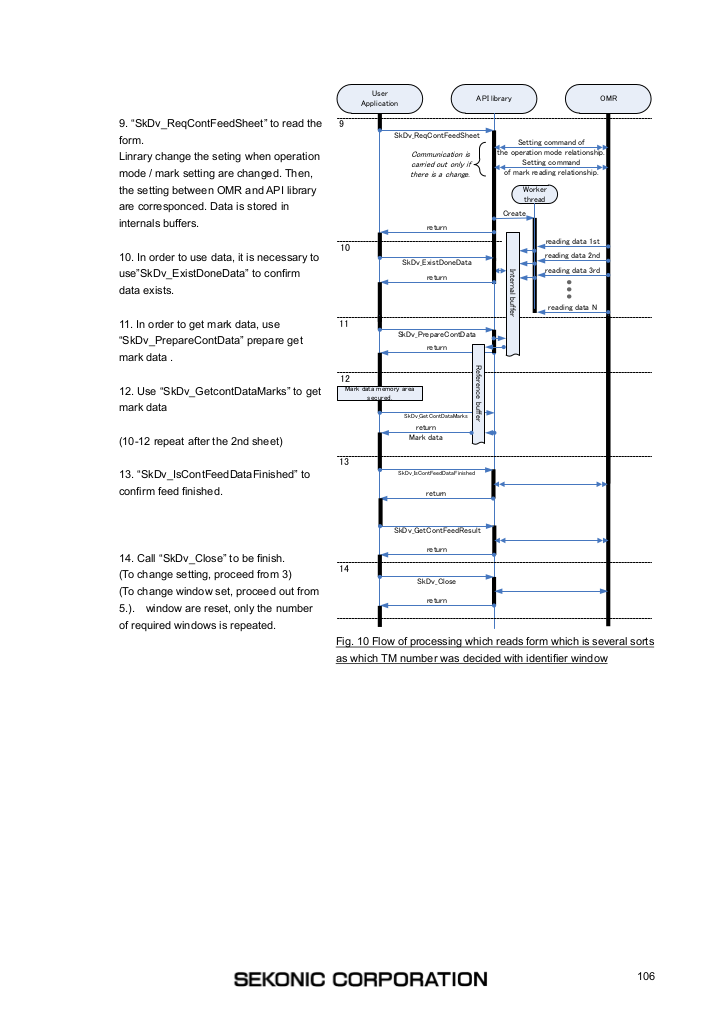 9. “SkDv_ReqContFeedSheet” to read the
form.
Linrary change the seting when operation
mode / mark setting are changed. Then,
the setting between OMR and API library
are corresponced. Data is stored in
internals buffers.
10. In order to use data, it is necessary to
use”SkDv_ExistDoneData” to confirm
data exists.
11. In order to get mark data, use
“SkDv_PrepareContData” prepare get
mark data .
12. Use “SkDv_GetcontDataMarks” to get
mark data
(10-12 repeat after the 2nd sheet)
13. “SkDv_IsContFeedDataFinished” to
confirm feed finished.
14. Call “SkDv_Close” to be finish.
(To change setting, proceed from 3)
(To change window set, proceed out from
5.). window are reset, only the number
of required windows is repeated.
User
Application
API library
OMR
9
SkDv_ReqContFeedSheet
Communication is
carried out only if
there is a change.
Setting command of
the operation mode relationship.
Setting command
of mark reading relationship.
Worker
thread
Create
return
reading data 1st
10
reading data 2nd
SkDv_ExistDoneData
reading data 3rd
return
Internal buffer
reading data N
11
SkDv_PrepareContData
return
12
Reference buffer
Mark data memory area
secured.
SkDv_GetContDataMarks
return
Mark data
13
SkDv_IsContFeedDataFinished
return
SkDv_GetContFeedResult
return
14
SkDv_Close
return
Fig. 10 Flow of processing which reads form which is several sorts
as which TM number was decided with identifier window
SEKONIC CORPORATION
106